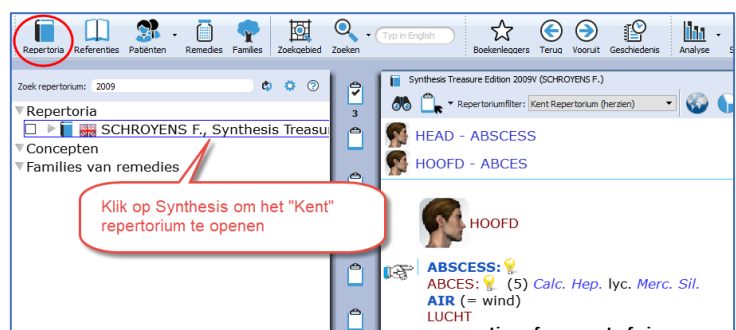 Repertoria Referenties Patiënten Remedies Families Zoekgebied Zoeken Typ in English Boekenleggers Terug Vooruit Geschiedenis Analyse S
Zoek repertorium: 2009
Repertoria
SCHROYENS F., Synthesis Treasu
Concepten
Families van remedies
Klik op Synthesis om het "Kent"
repertorium te openen
3
Synthesis Treasure Edition 2009V (SCHROYENS F.)
Repertoriumfilter: Kent Repertorium (herzien)
HEAD - ABSCESS
HOOFD - ABCES
HOOFD
ABSCESS:
ABCES: (5) Calc. Hep. lyc. Merc. Sil.
AIR (= wind)
LUCHT